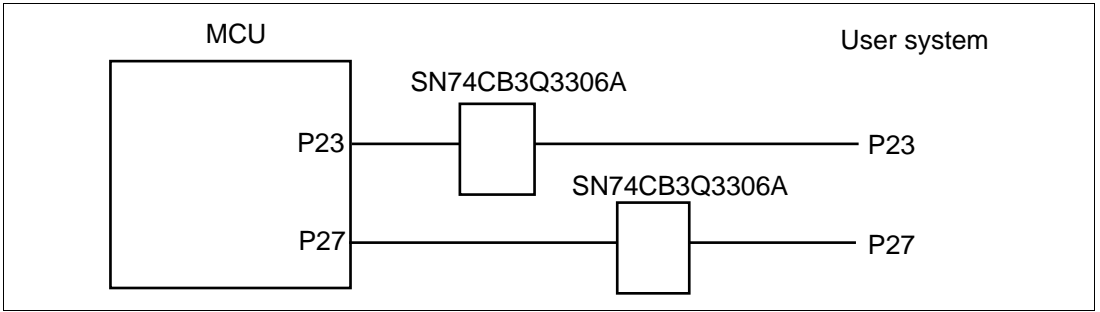 MCU
User system
SN74CB3Q3306A
P23
P23
SN74CB3Q3306A
P27
P27